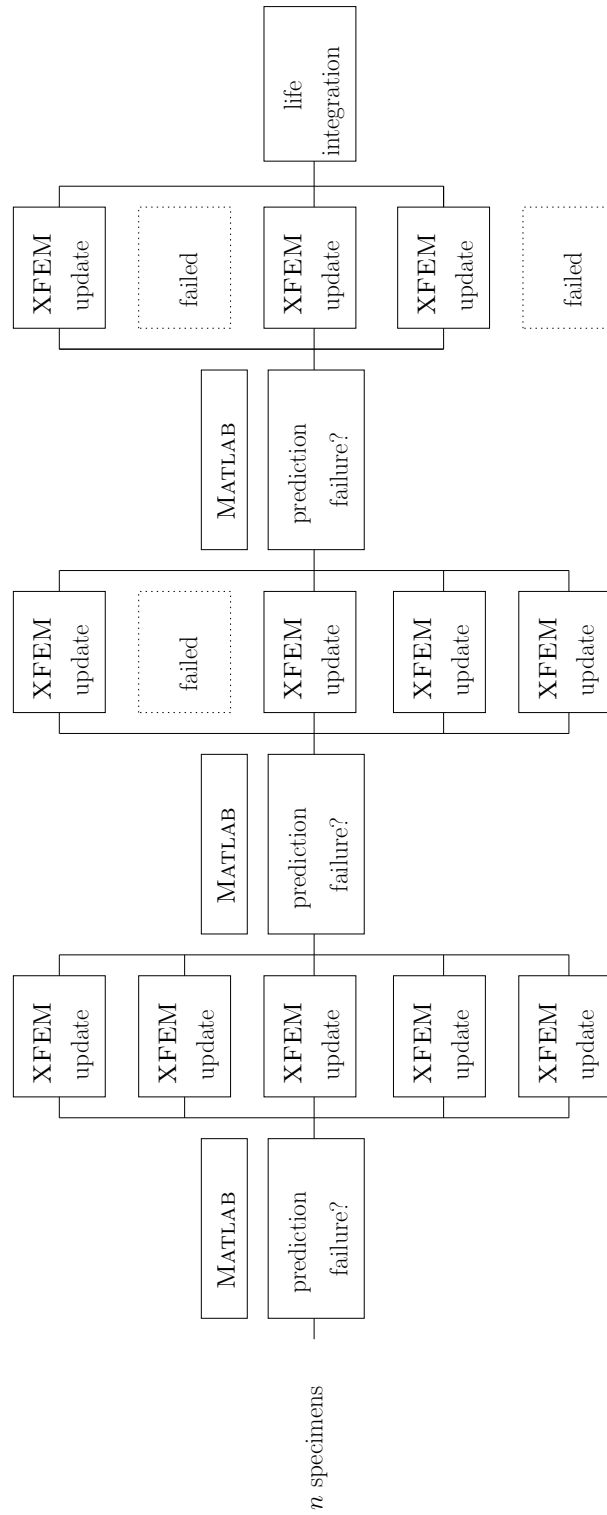 n specimens
MATLAB
prediction
failure?
XFEM
update
XFEM
update
XFEM
update
XFEM
update
XFEM
update
MATLAB
prediction
failure?
XFEM
update
failed
XFEM
update
XFEM
update
XFEM
update
MATLAB
prediction
failure?
XFEM
update
failed
XFEM
update
XFEM
update
failed
life
integration